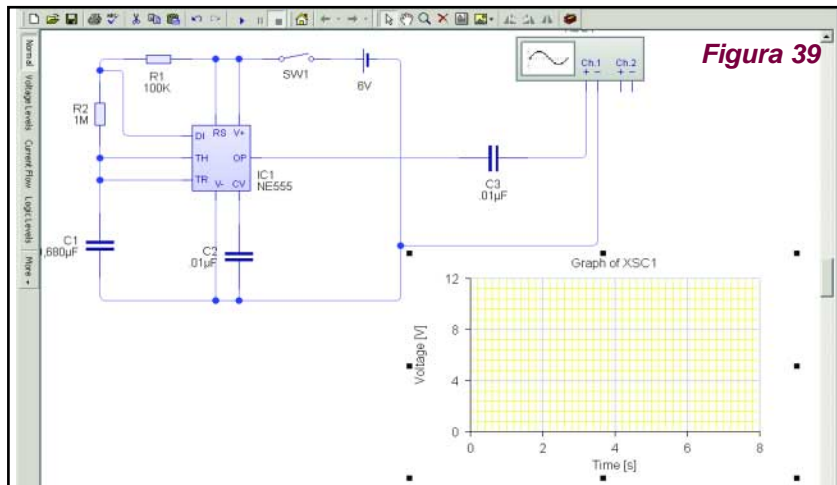 Figura 39
Normal
Voltage Levels
Current Flow
Logic Levels
More
R1
100K
SW1
6V
Ch.1
Ch.2
+ -
+ -
R2
1M
DI
RS
V+
TH
OP
TR
V-
CV
IC1
NE555
C3
.01µF
C1
,680µF
C2
.01µF
Graph of XSC1
Voltage [V]
12
8
4
0
0 2 4 6 8
Time [s]